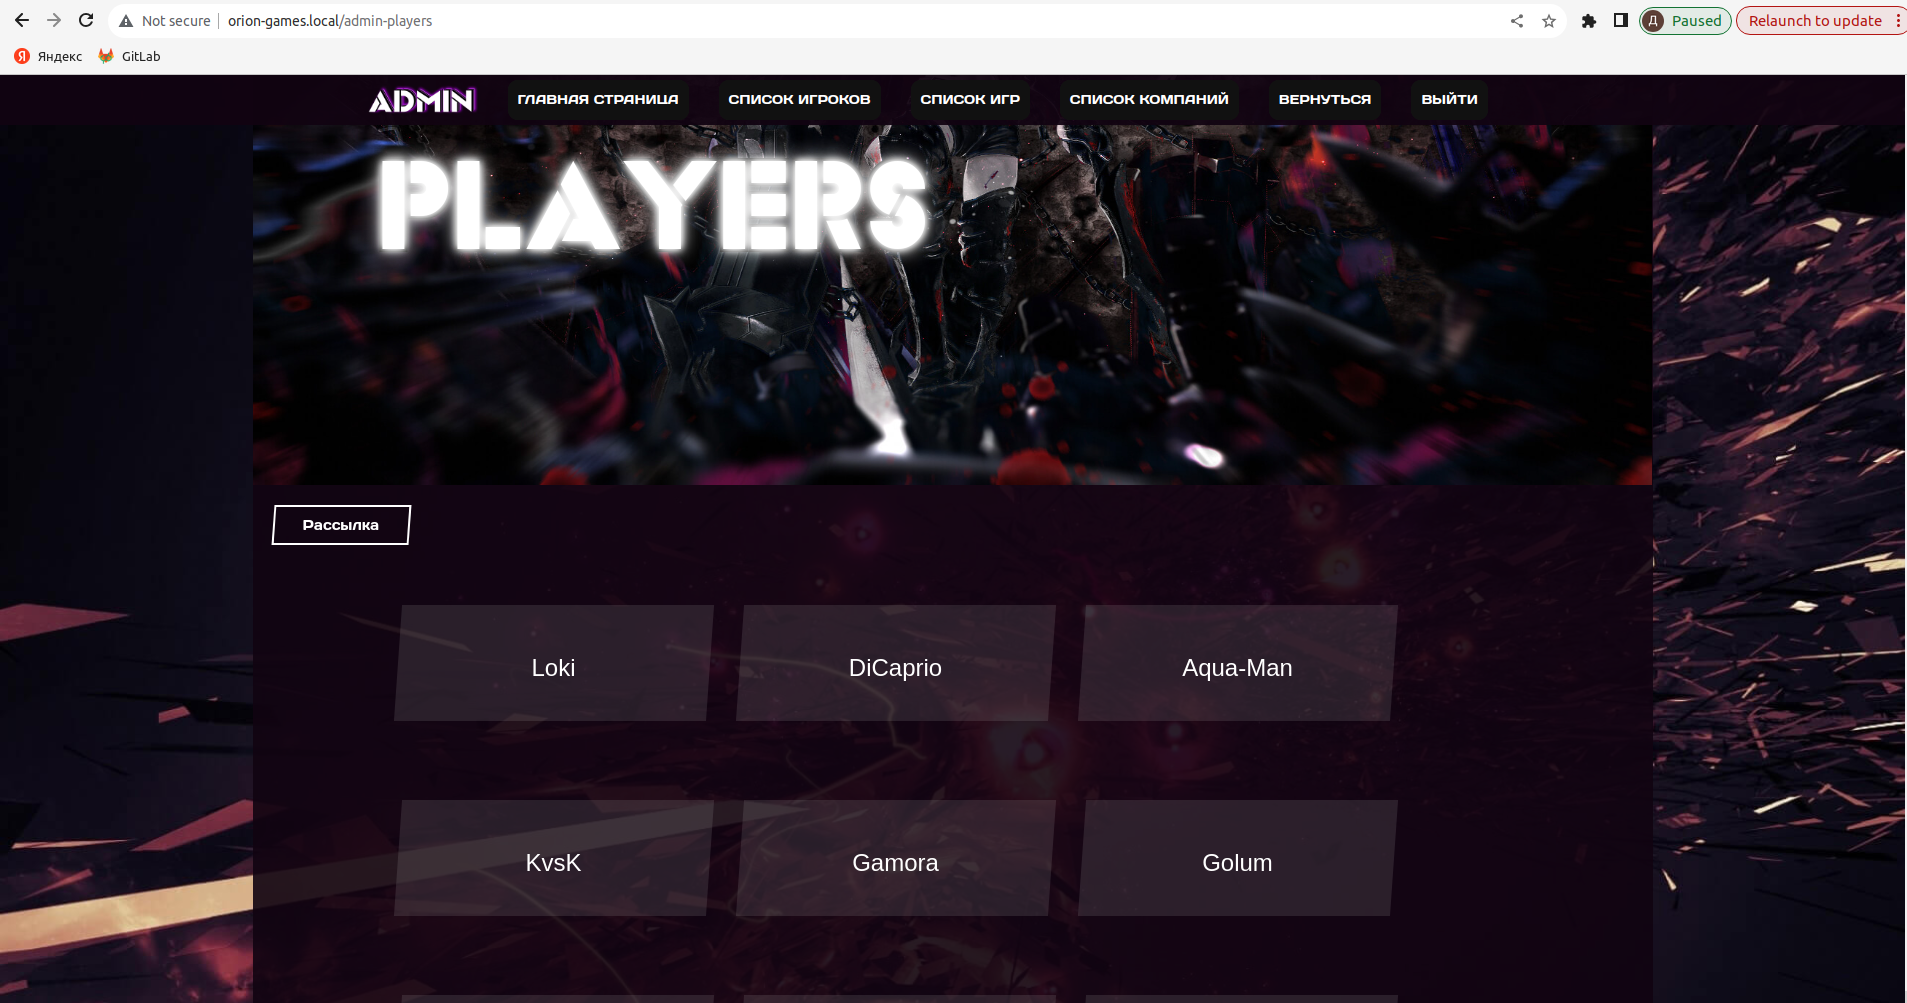 Not secure
orion-games.local/admin-players
Д
Paused
Relaunch to update
Я
Яндекс
GitLab
ADMIN
ГЛАВНАЯ СТРАНИЦА
СПИСОК ИГРОКОВ
СПИСОК ИГР
СПИСОК КОМПАНИЙ
ВЕРНУТЬСЯ
ВЫЙТИ
PLAYERS
Рассылка
Loki
DiCaprio
Aqua-Man
KvsK
Gamora
Golum